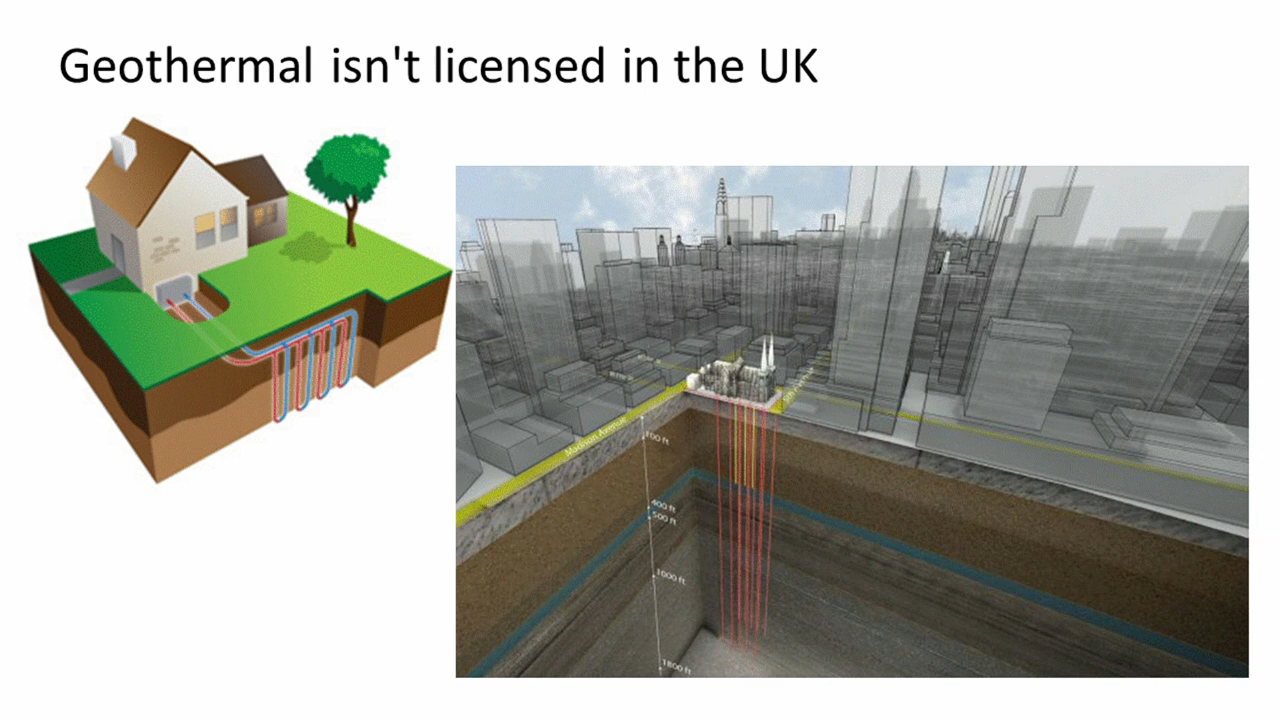 Geothermal isn't licensed in the UK
Madison Avenue
100 ft
400 ft
500 ft
1000 ft
1800 ft